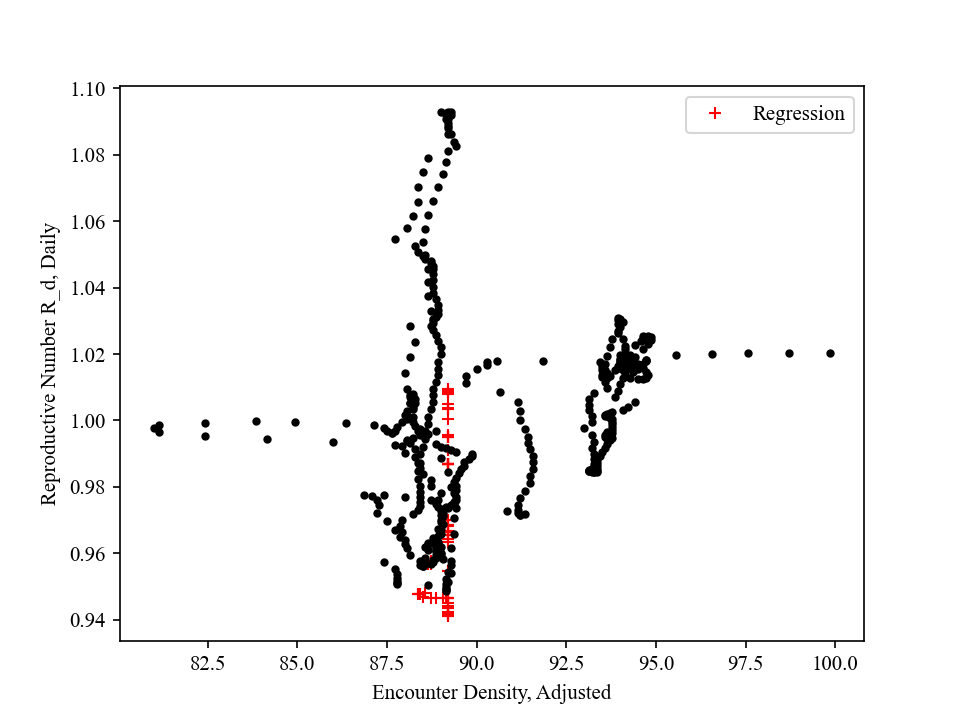 1.10
1.08
1.06
1.04
1.02
1.00
0.98
0.96
0.94
Reproductive Number R_d, Daily
Regression
82.5 85.0 87.5 90.0 92.5 95.0 97.5 100.0
Encounter Density, Adjusted